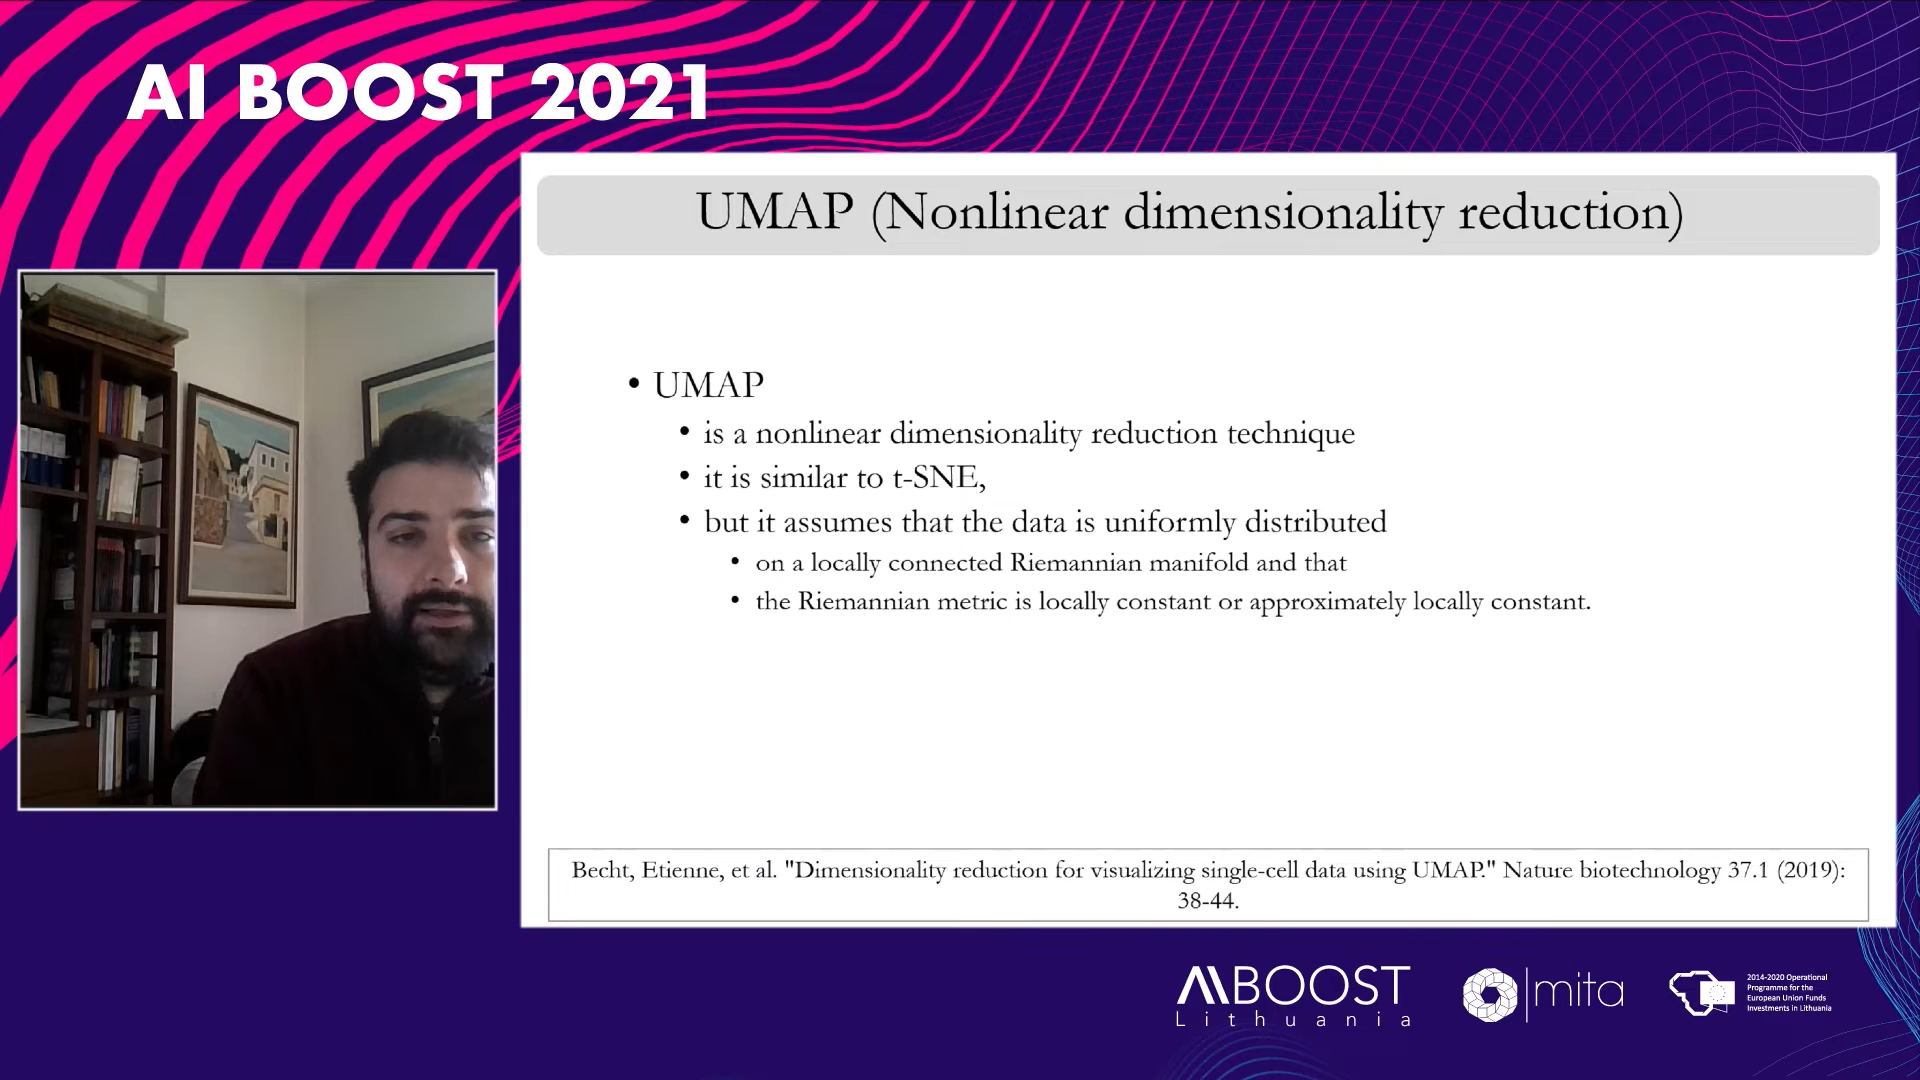 AI BOOST 2021
UMAP (Nonlinear dimensionality reduction)
• UMAP
• is a nonlinear dimensionality reduction technique
• it is similar to t-SNE,
• but it assumes that the data is uniformly distributed
• on a locally connected Riemannian manifold and that
• the Riemannian metric is locally constant or approximately locally constant.
Becht, Etienne, et al. "Dimensionality reduction for visualizing single-cell data using UMAP." Nature biotechnology 37.1 (2019):
38-44.
AI BOOST
Lithuania
mita
2014-2020 Operational
Programme for the
European Union Funds
Investments in Lithuania